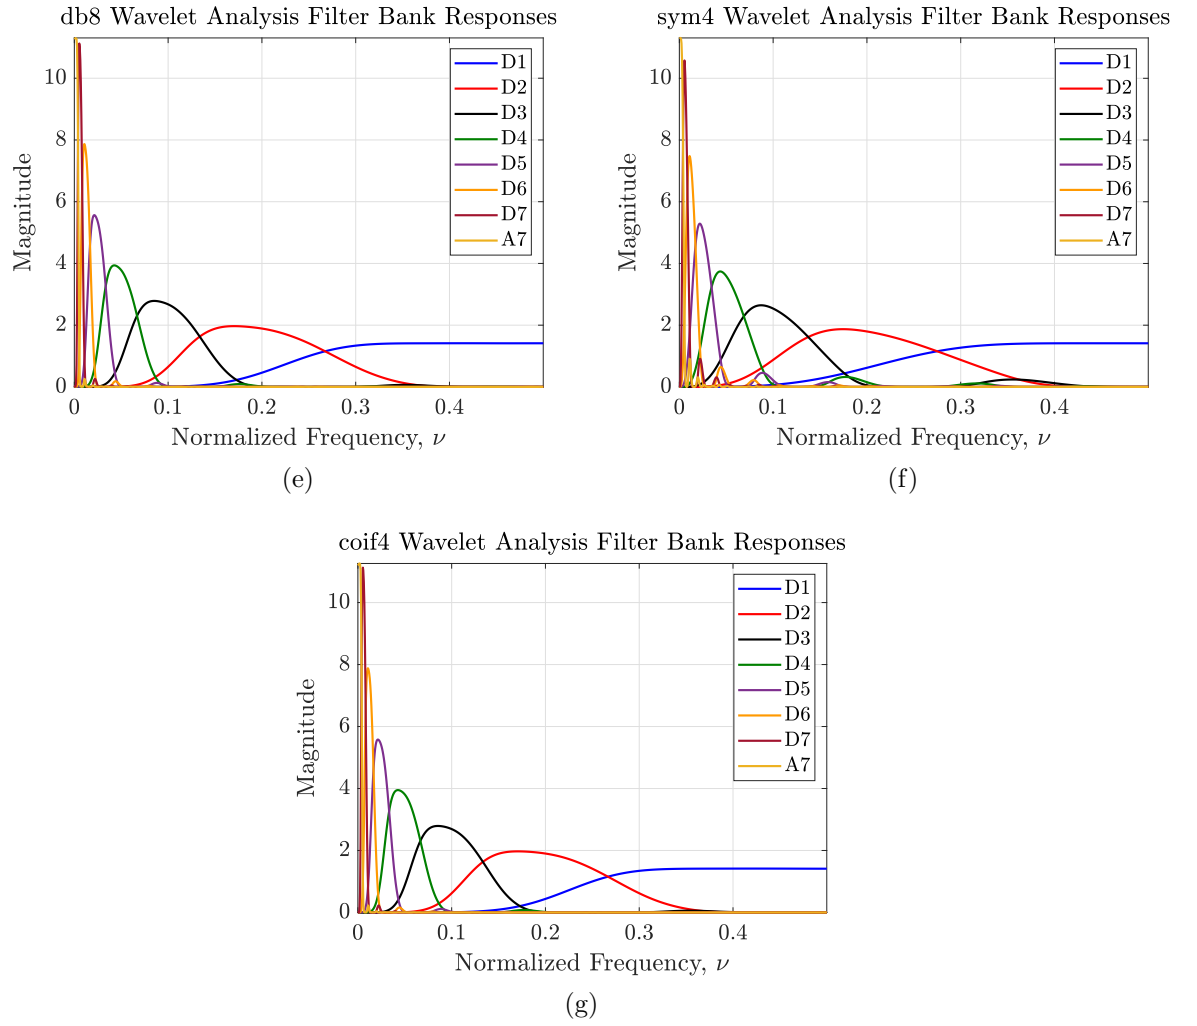 db8 Wavelet Analysis Filter Bank Responses
Magnitude
10
8
6
4
2
0
0 0.1 0.2 0.3 0.4
Normalized Frequency, ν
D1
D2
D3
D4
D5
D6
D7
A7
(e)
sym4 Wavelet Analysis Filter Bank Responses
Magnitude
10
8
6
4
2
0
0 0.1 0.2 0.3 0.4
Normalized Frequency, ν
D1
D2
D3
D4
D5
D6
D7
A7
(f)
coif4 Wavelet Analysis Filter Bank Responses
Magnitude
10
8
6
4
2
0
0 0.1 0.2 0.3 0.4
Normalized Frequency, ν
D1
D2
D3
D4
D5
D6
D7
A7
(g)